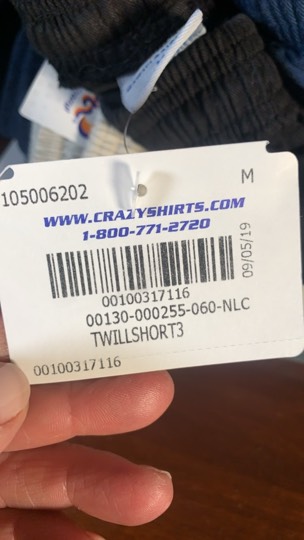 105006202
M
WWW.CRAZYSHIRTS.COM
1-800-771-2720
09/05/19
00100317116
00130-000255-060-NLC
TWILLSHORT3
00100317116